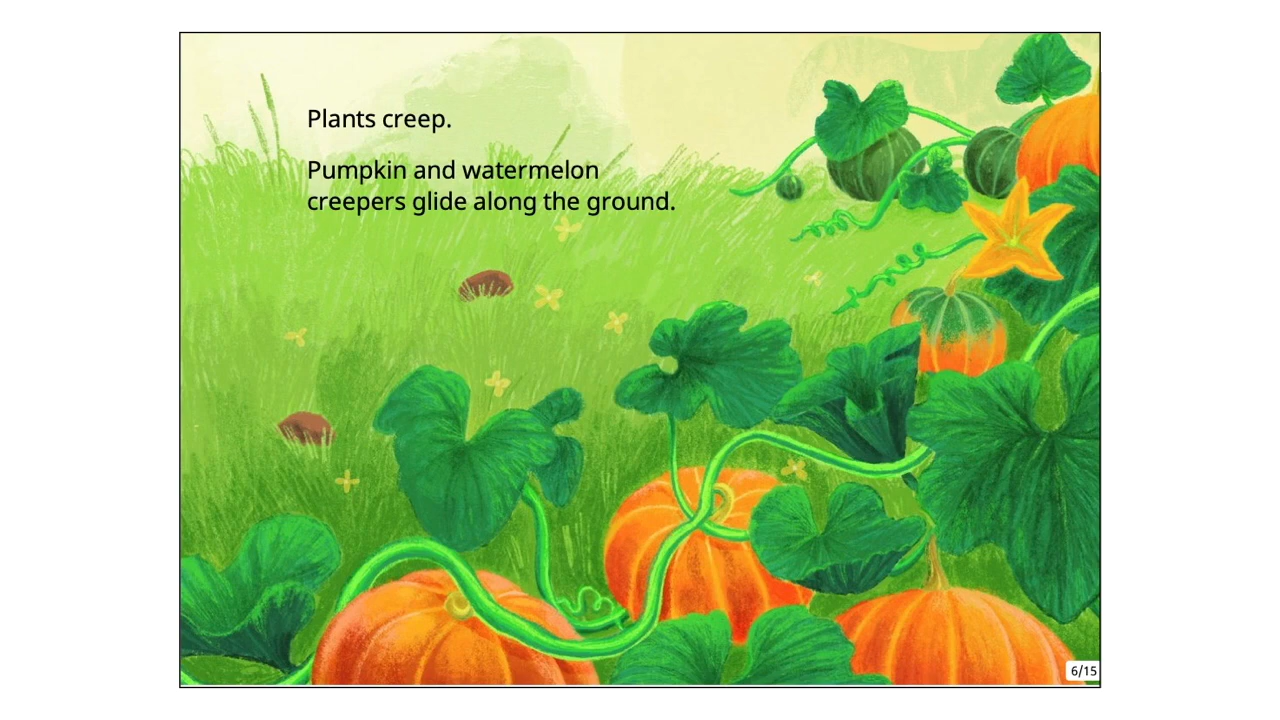 Plants creep.
Pumpkin and watermelon
creepers glide along the ground.
6/15